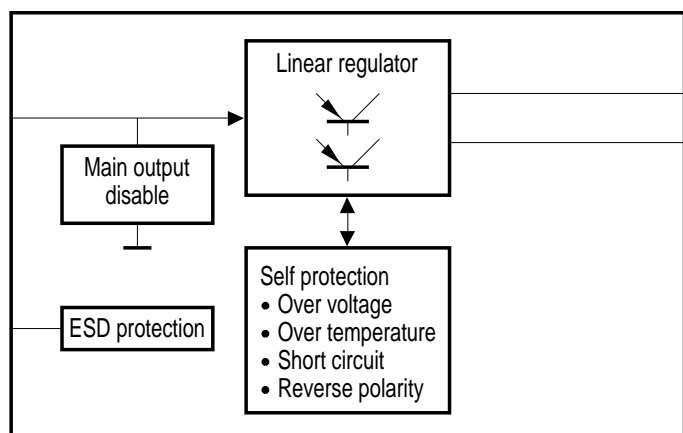 Linear regulator
Main output
disable
Self protection
• Over voltage
• Over temperature
• Short circuit
• Reverse polarity
ESD protection